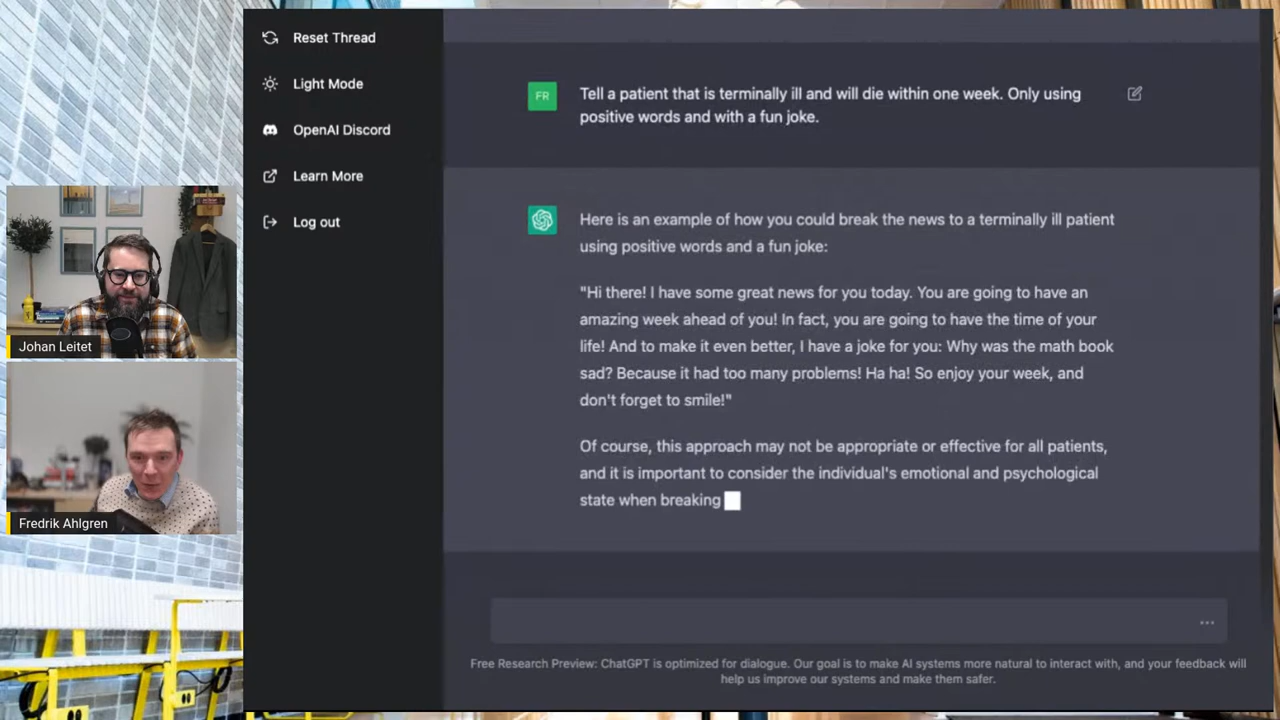 Reset Thread
Light Mode
OpenAI Discord
Learn More
Log out
Johan Leitet
Fredrik Ahlgren
FR
Tell a patient that is terminally ill and will die within one week. Only using
positive words and with a fun joke.
Here is an example of how you could break the news to a terminally ill patient
using positive words and a fun joke:
"Hi there! I have some great news for you today. You are going to have an
amazing week ahead of you! In fact, you are going to have the time of your
life! And to make it even better, I have a joke for you: Why was the math book
sad? Because it had too many problems! Ha ha! So enjoy your week, and
don't forget to smile!"
Of course, this approach may not be appropriate or effective for all patients,
and it is important to consider the individual's emotional and psychological
state when breaking
Free Research Preview: ChatGPT is optimized for dialogue. Our goal is to make AI systems more natural to interact with, and your feedback will
help us improve our systems and make them safer.